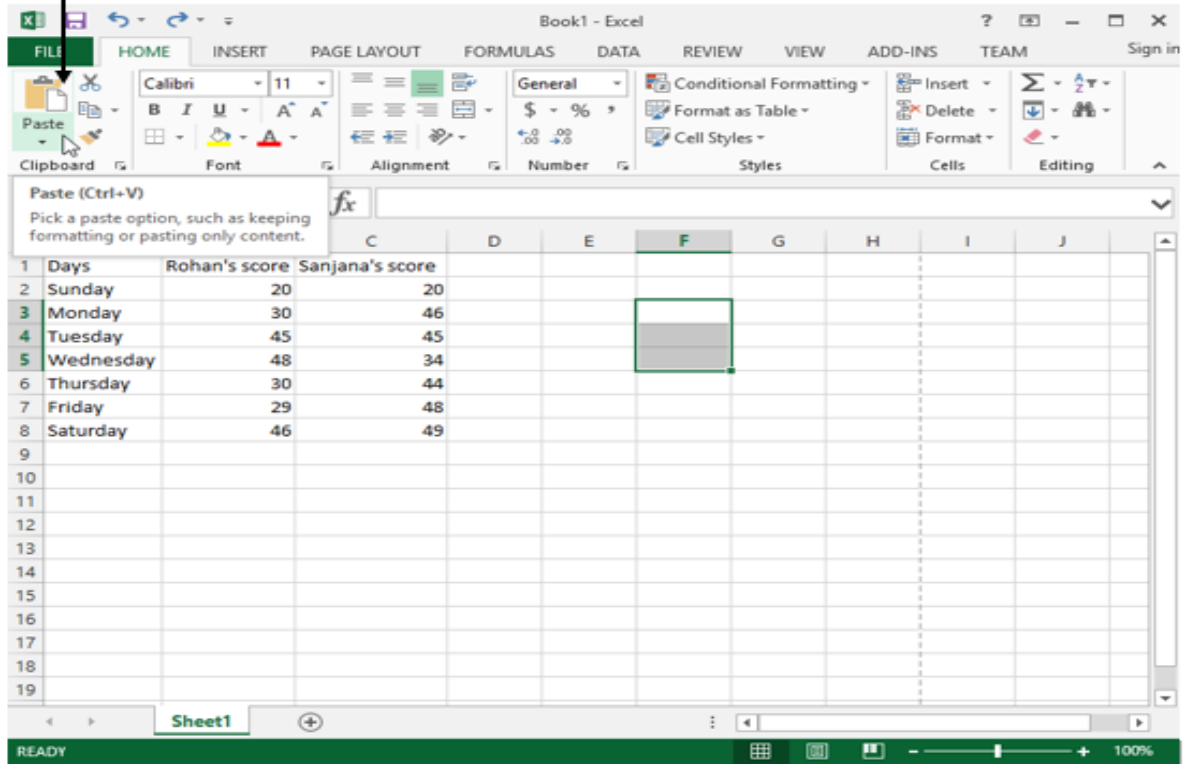 Book1 - Excel
?
FILE HOME INSERT PAGE LAYOUT FORMULAS DATA REVIEW VIEW ADD-INS TEAM Sign in
Paste
Calibri 11
B I U A A
A
General
$ % ,
.00 .0
Conditional Formatting
Format as Table
Cell Styles
Insert
Delete
Format
Clipboard Font Alignment Number Styles Cells Editing
Paste (Ctrl+V)
Pick a paste option, such as keeping
formatting or pasting only content.
fx
C D E F G H I J
1 Days Rohan's score Sanjana's score
2 Sunday 20 20
3 Monday 30 46
4 Tuesday 45 45
5 Wednesday 48 34
6 Thursday 30 44
7 Friday 29 48
8 Saturday 46 49
9
10
11
12
13
14
15
16
17
18
19
Sheet1
READY 100%